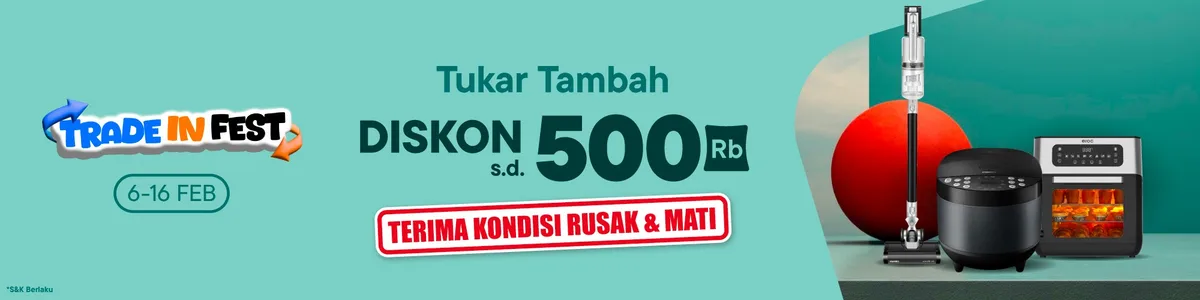 TRADE IN FEST
6-16 FEB
Tukar Tambah
DISKON
s.d.
500
Rb
TERIMA KONDISI RUSAK & MATI
*S&K Berlaku